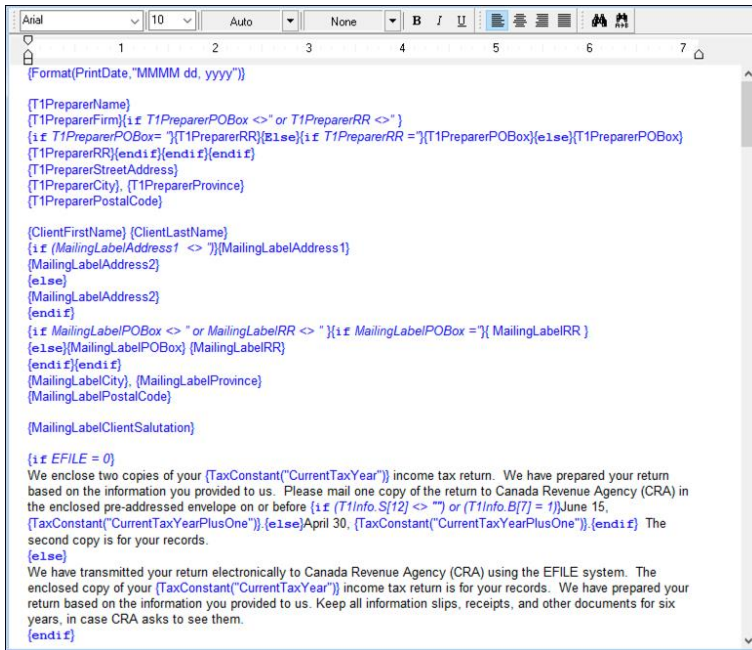 Arial 10 Auto None B I U
1 2 3 4 5 6 7
{Format(PrintDate,"MMMM dd, yyyy")}
{T1PreparerName}
{T1PreparerFirm}{if T1PreparerPOBox <>'' or T1PreparerRR <>'' }
{if T1PreparerPOBox= ''}{T1PreparerRR}{Else}{if T1PreparerRR =''}{T1PreparerPOBox}{else}{T1PreparerPOBox}
{T1PreparerRR}{endif}{endif}{endif}
{T1PreparerStreetAddress}
{T1PreparerCity}, {T1PreparerProvince}
{T1PreparerPostalCode}
{ClientFirstName} {ClientLastName}
{if (MailingLabelAddress1 <> '')}{MailingLabelAddress1}
{MailingLabelAddress2}
{else}
{MailingLabelAddress2}
{endif}
{if MailingLabelPOBox <> '' or MailingLabelRR <> '' }{if MailingLabelPOBox =''}{ MailingLabelRR }
{else}{MailingLabelPOBox} {MailingLabelRR}
{endif}{endif}
{MailingLabelCity}, {MailingLabelProvince}
{MailingLabelPostalCode}
{MailingLabelClientSalutation}
{if EFILE = 0}
We enclose two copies of your {TaxConstant("CurrentTaxYear")} income tax return. We have prepared your return
based on the information you provided to us. Please mail one copy of the return to Canada Revenue Agency (CRA) in
the enclosed pre-addressed envelope on or before {if (T1Info.S[12] <> "") or (T1Info.B[7] = 1)}June 15,
{TaxConstant("CurrentTaxYearPlusOne")}.{else}April 30, {TaxConstant("CurrentTaxYearPlusOne")}.{endif} The
second copy is for your records.
{else}
We have transmitted your return electronically to Canada Revenue Agency (CRA) using the EFILE system. The
enclosed copy of your {TaxConstant("CurrentTaxYear")} income tax return is for your records. We have prepared your
return based on the information you provided to us. Keep all information slips, receipts, and other documents for six
years, in case CRA asks to see them.
{endif}